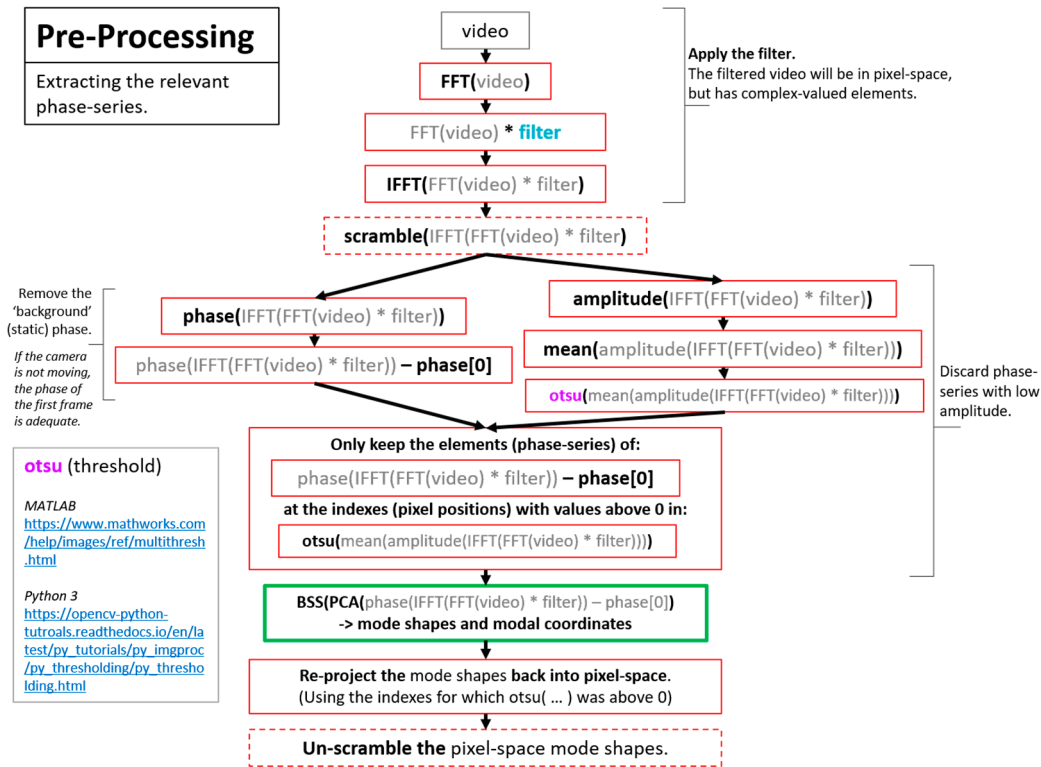 Pre-Processing
Extracting the relevant
phase-series.
video
FFT(video)
FFT(video) * filter
IFFT(FFT(video) * filter)
Apply the filter.
The filtered video will be in pixel-space,
but has complex-valued elements.
scramble(IFFT(FFT(video) * filter)
Remove the
‘background’
(static) phase.
If the camera
is not moving,
the phase of
the first frame
is adequate.
phase(IFFT(FFT(video) * filter))
phase(IFFT(FFT(video) * filter)) – phase[0]
amplitude(IFFT(FFT(video) * filter))
mean(amplitude(IFFT(FFT(video) * filter)))
otsu(mean(amplitude(IFFT(FFT(video) * filter))))
Discard phase-
series with low
amplitude.
Only keep the elements (phase-series) of:
phase(IFFT(FFT(video) * filter)) – phase[0]
at the indexes (pixel positions) with values above 0 in:
otsu(mean(amplitude(IFFT(FFT(video) * filter))))
otsu (threshold)
MATLAB
https://www.mathworks.com
/help/images/ref/multithresh
.html
Python 3
https://opencv-python-
tutroals.readthedocs.io/en/la
test/py_tutorials/py_imgproc
/py_thresholding/py_thresho
lding.html
BSS(PCA(phase(IFFT(FFT(video) * filter)) – phase[0])
-> mode shapes and modal coordinates
Re-project the mode shapes back into pixel-space.
(Using the indexes for which otsu( ... ) was above 0)
Un-scramble the pixel-space mode shapes.